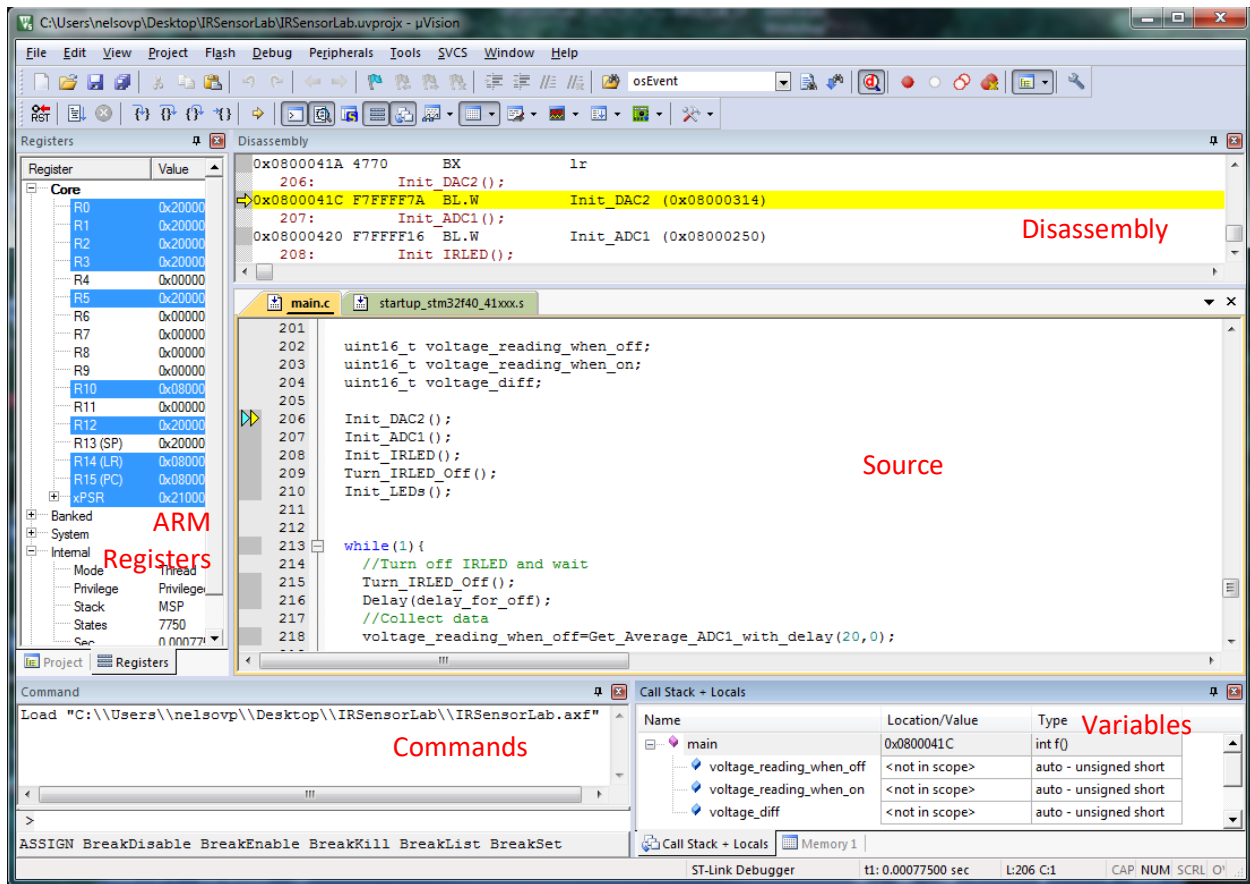 C:\Users\nelsovp\Desktop\IRSensorLab\IRSensorLab.uvprojx - µVision
File Edit View Project Flash Debug Peripherals Tools SVCS Window Help
osEvent
RST
Registers
Register Value
Core
R0 0x20000
R1 0x20000
R2 0x20000
R3 0x20000
R4 0x00000
R5 0x20000
R6 0x00000
R7 0x00000
R8 0x00000
R9 0x00000
R10 0x08000
R11 0x00000
R12 0x20000
R13 (SP) 0x20000
R14 (LR) 0x08000
R15 (PC) 0x08000
xPSR 0x21000
Banked
System
Internal
Mode Thread
Privilege Privileged
Stack MSP
States 7750
Sec 0.00077
ARM
Registers
Project Registers
Disassembly
0x0800041A 4770 BX lr
206: Init_DAC2();
0x0800041C F7FFFF7A BL.W Init_DAC2 (0x08000314)
207: Init_ADC1();
0x08000420 F7FFFF16 BL.W Init_ADC1 (0x08000250)
208: Init IRLED();
Disassembly
main.c startup_stm32f40_41xxx.s
201
202 uint16_t voltage_reading_when_off;
203 uint16_t voltage_reading_when_on;
204 uint16_t voltage_diff;
205
206 Init_DAC2();
207 Init_ADC1();
208 Init_IRLED();
209 Turn_IRLED_Off();
210 Init_LEDs();
211
212
213 while(1){
214 //Turn off IRLED and wait
215 Turn_IRLED_Off();
216 Delay(delay_for_off);
217 //Collect data
218 voltage_reading_when_off=Get_Average_ADC1_with_delay(20,0);
Source
Command
Load "C:\\Users\\nelsovp\\Desktop\\IRSensorLab\\IRSensorLab.axf"
Commands
>
ASSIGN BreakDisable BreakEnable BreakKill BreakList BreakSet
Call Stack + Locals
Name Location/Value Type
main 0x0800041C int f()
voltage_reading_when_off <not in scope> auto - unsigned short
voltage_reading_when_on <not in scope> auto - unsigned short
voltage_diff <not in scope> auto - unsigned short
Variables
Call Stack + Locals Memory 1
ST-Link Debugger t1: 0.00077500 sec L:206 C:1 CAP NUM SCRL